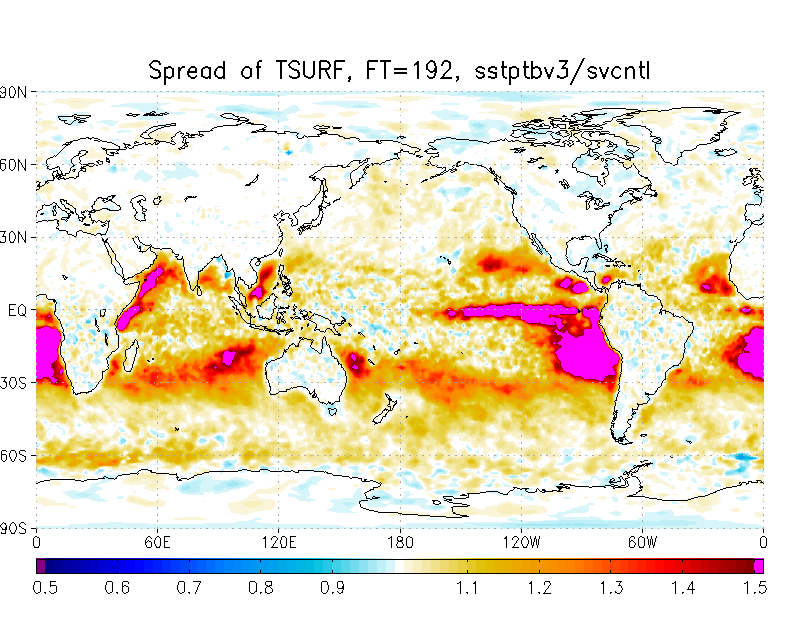 Spread of TSURF, FT=192, sstptbv3/svcntl
90N
60N
30N
EQ
30S
60S
90S
0 60E 120E 180 120W 60W 0
0.5 0.6 0.7 0.8 0.9 1.1 1.2 1.3 1.4 1.5